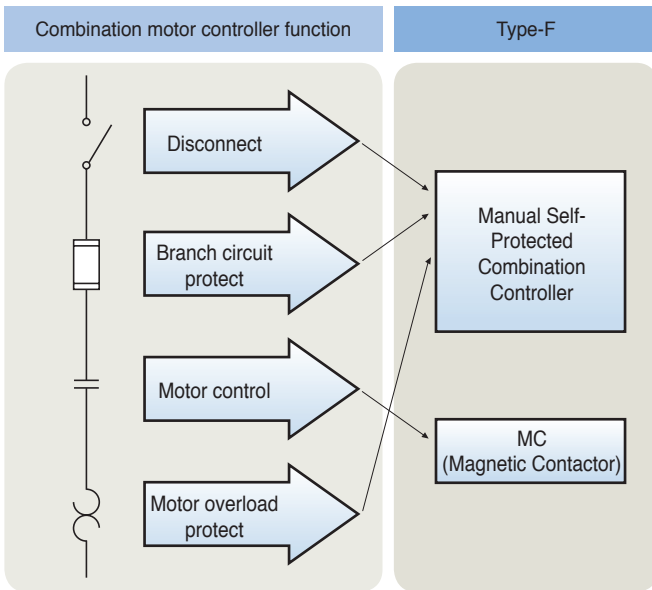 Combination motor controller function
Type-F
Disconnect
Branch circuit
protect
Motor control
Motor overload
protect
Manual Self-
Protected
Combination
Controller
MC
(Magnetic Contactor)